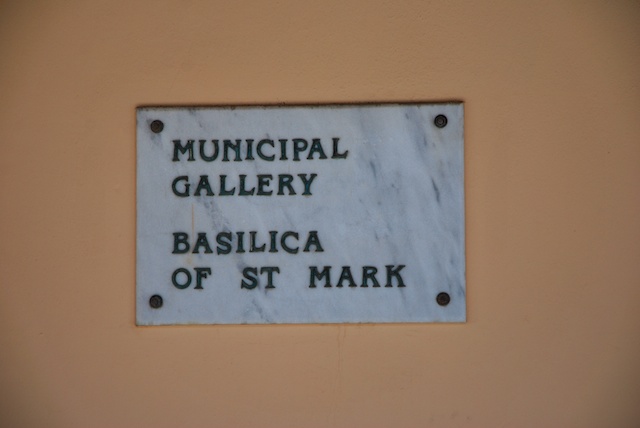 MUNICIPAL
GALLERY
BASILICA
OF ST MARK